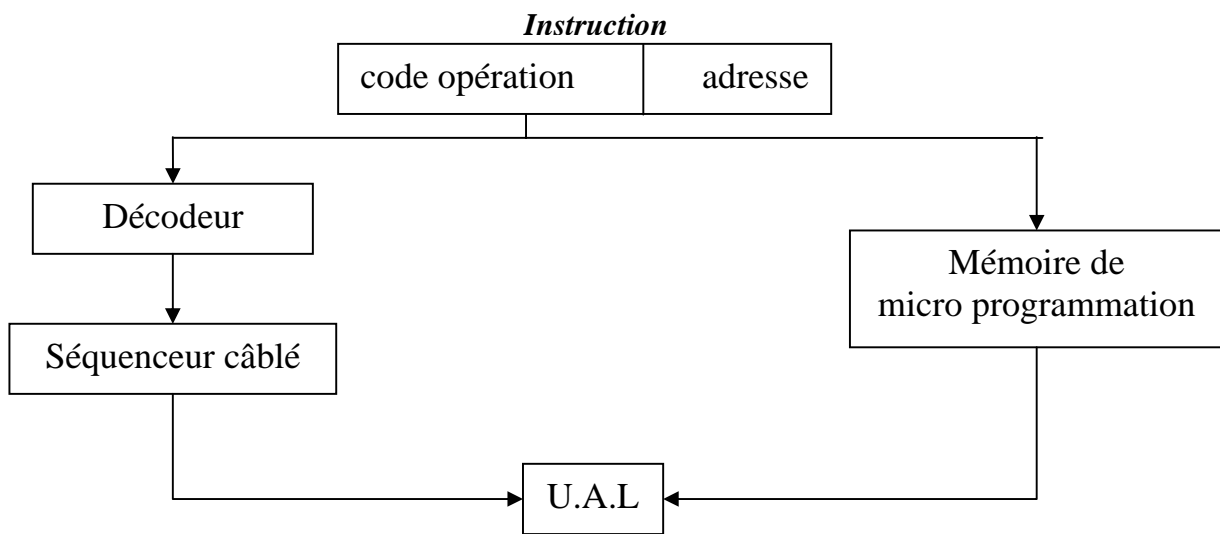 Instruction
code opération adresse
Décodeur
Mémoire de
micro programmation
Séquenceur câblé
U.A.L